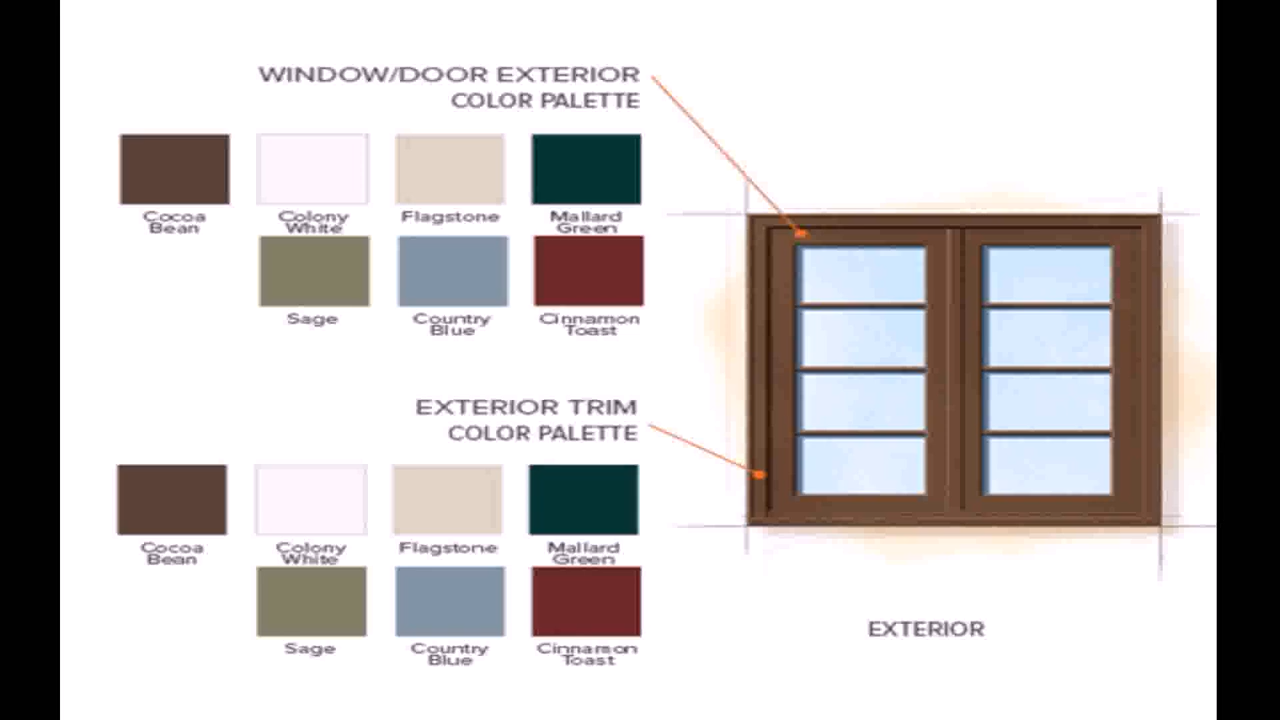 WINDOW/DOOR EXTERIOR
COLOR PALETTE
Cocoa
Bean
Colony
White
Flagstone
Mallard
Green
Sage
Country
Blue
Cinnamon
Toast
EXTERIOR TRIM
COLOR PALETTE
Cocoa
Bean
Colony
White
Flagstone
Mallard
Green
Sage
Country
Blue
Cinnamon
Toast
EXTERIOR